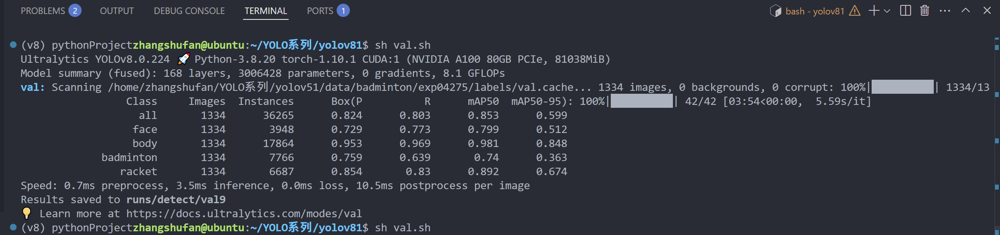 PROBLEMS 2 OUTPUT DEBUG CONSOLE TERMINAL PORTS 1 bash - yolov81
(v8) pythonProjectzhangshufan@ubuntu:~/YOLO系列/yolov81$ sh val.sh
Ultralytics YOLOv8.0.224 🚀 Python-3.8.20 torch-1.10.1 CUDA:1 (NVIDIA A100 80GB PCIe, 81038MiB)
Model summary (fused): 168 layers, 3006428 parameters, 0 gradients, 8.1 GFLOPs
val: Scanning /home/zhangshufan/YOLO系列/yolov51/data/badminton/exp04275/labels/val.cache... 1334 images, 0 backgrounds, 0 corrupt: 100%|██████████| 1334/13
Class Images Instances Box(P R mAP50 mAP50-95): 100%|██████████| 42/42 [03:54<00:00, 5.59s/it]
all 1334 36265 0.824 0.803 0.853 0.599
face 1334 3948 0.729 0.773 0.799 0.512
body 1334 17864 0.953 0.969 0.981 0.848
badminton 1334 7766 0.759 0.639 0.74 0.363
racket 1334 6687 0.854 0.83 0.892 0.674
Speed: 0.7ms preprocess, 3.5ms inference, 0.0ms loss, 10.5ms postprocess per image
Results saved to runs/detect/val9
💡 Learn more at https://docs.ultralytics.com/modes/val
(v8) pythonProjectzhangshufan@ubuntu:~/YOLO系列/yolov81$ sh val.sh